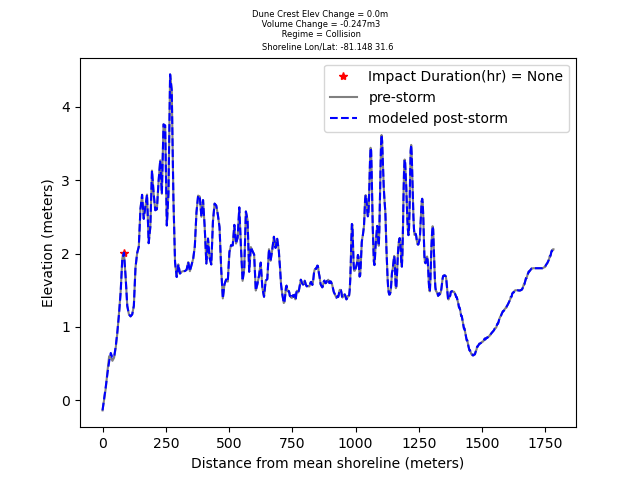 Dune Crest Elev Change = 0.0m
Volume Change = -0.247m3
Regime = Collision
Shoreline Lon/Lat: -81.148 31.6
Impact Duration(hr) = None
pre-storm
modeled post-storm
Elevation (meters)
4
3
2
1
0
0 250 500 750 1000 1250 1500 1750
Distance from mean shoreline (meters)